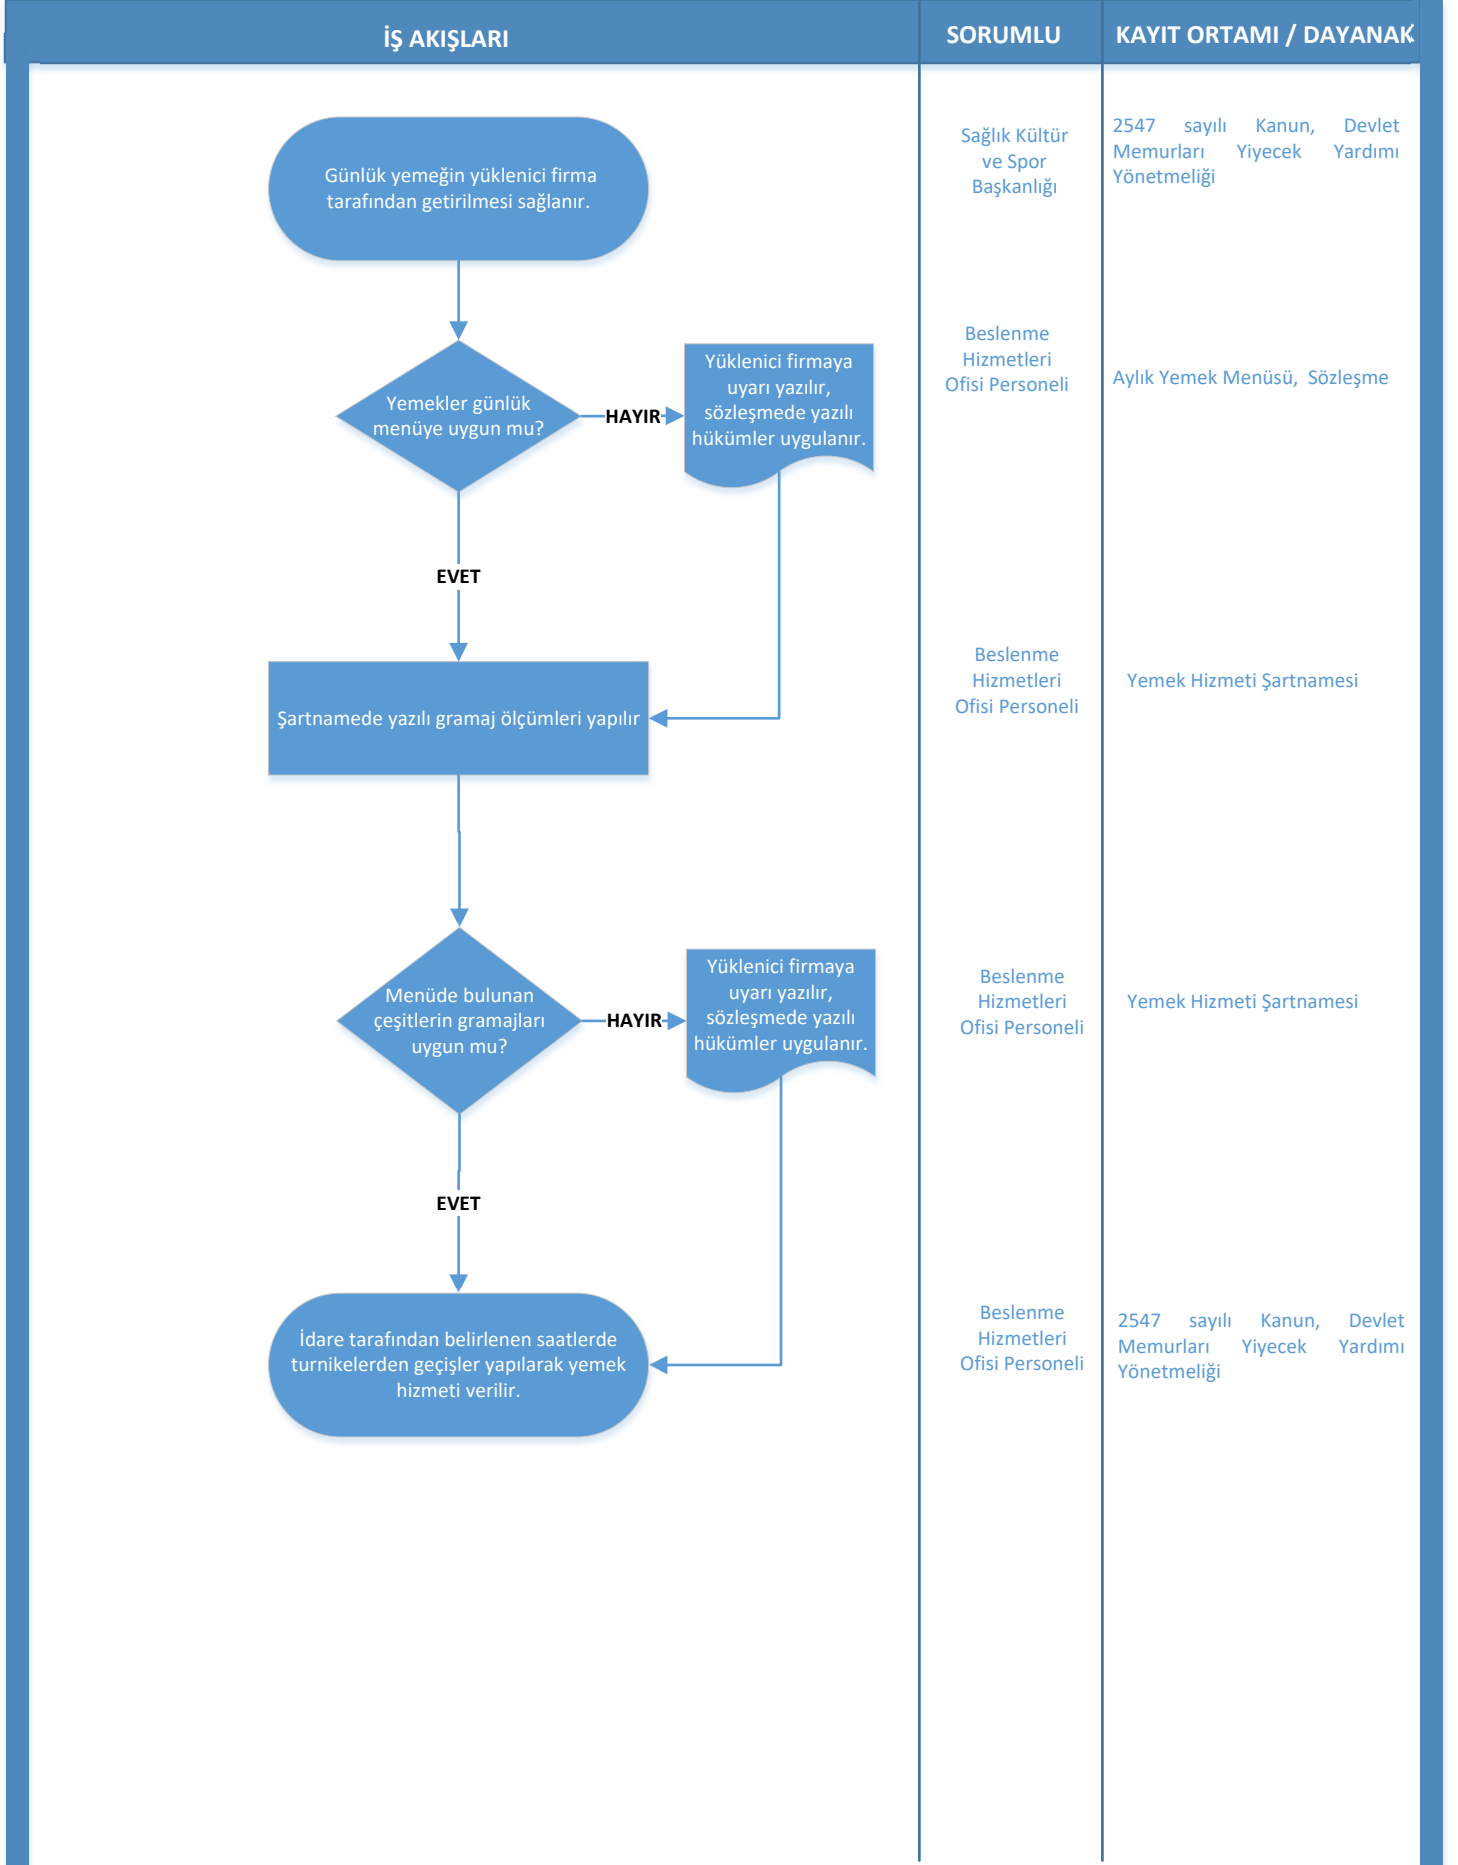 İŞ AKIŞLARI
SORUMLU
KAYIT ORTAMI / DAYANAK
Günlük yemeğin yüklenici firma
tarafından getirilmesi sağlanır.
Sağlık Kültür
ve Spor
Başkanlığı
2547 sayılı Kanun, Devlet
Memurları Yiyecek Yardımı
Yönetmeliği
Yemekler günlük
menüye uygun mu?
HAYIR
Yüklenici firmaya
uyarı yazılır,
sözleşmede yazılı
hükümler uygulanır.
Beslenme
Hizmetleri
Ofisi Personeli
Aylık Yemek Menüsü, Sözleşme
EVET
Şartnamede yazılı gramaj ölçümleri yapılır
Beslenme
Hizmetleri
Ofisi Personeli
Yemek Hizmeti Şartnamesi
Menüde bulunan
çeşitlerin gramajları
uygun mu?
HAYIR
Yüklenici firmaya
uyarı yazılır,
sözleşmede yazılı
hükümler uygulanır.
Beslenme
Hizmetleri
Ofisi Personeli
Yemek Hizmeti Şartnamesi
EVET
İdare tarafından belirlenen saatlerde
turnikelerden geçişler yapılarak yemek
hizmeti verilir.
Beslenme
Hizmetleri
Ofisi Personeli
2547 sayılı Kanun, Devlet
Memurları Yiyecek Yardımı
Yönetmeliği